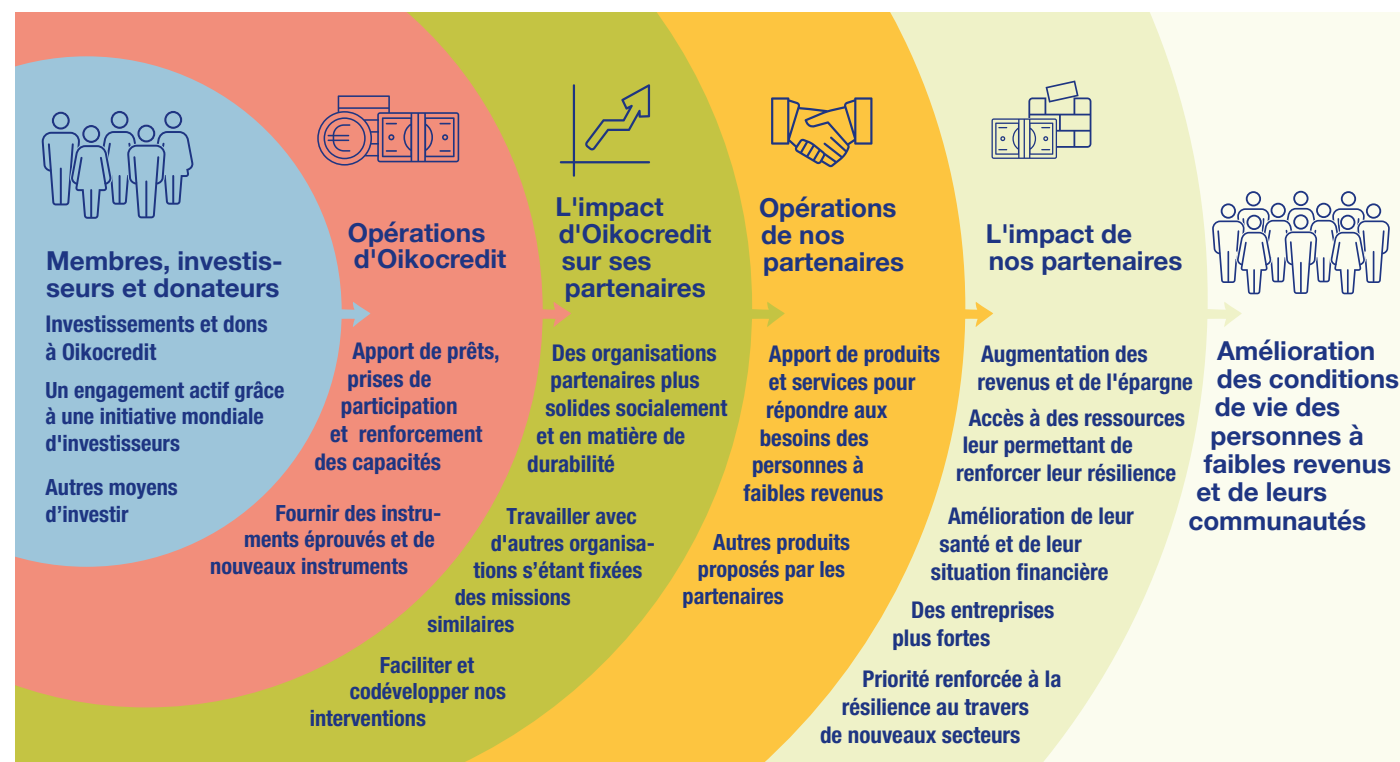 Membres, investis-
seurs et donateurs
Investissements et dons
à Oikocredit
Un engagement actif grâce
à une initiative mondiale
d'investisseurs
Autres moyens
d’investir
Opérations
d'Oikocredit
Apport de prêts,
prises de
participation
et renforcement
des capacités
Fournir des instru-
ments éprouvés et de
nouveaux instruments
L'impact
d'Oikocredit
sur ses
partenaires
Des organisations
partenaires plus
solides socialement
et en matière de
durabilité
Travailler avec
d'autres organisa-
tions s’étant fixées
des missions
similaires
Faciliter et
codévelopper nos
interventions
Opérations
de nos
partenaires
Apport de produits
et services pour
répondre aux
besoins des
personnes à
faibles revenus
Autres produits
proposés par les
partenaires
L'impact de
nos partenaires
Augmentation des
revenus et de l'épargne
Accès à des ressources
leur permettant de
renforcer leur résilience
Amélioration de leur
santé et de leur
situation financière
Des entreprises
plus fortes
Priorité renforcée à la
résilience au travers
de nouveaux secteurs
Amélioration
des conditions
de vie des
personnes à
faibles revenus
et de leurs
communautés